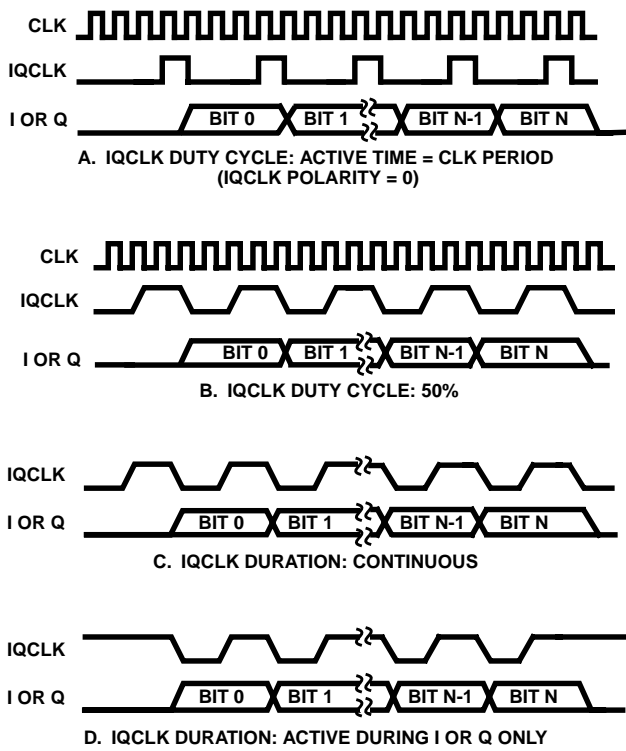 CLK
IQCLK
I OR Q BIT 0 BIT 1 BIT N-1 BIT N
A. IQCLK DUTY CYCLE: ACTIVE TIME = CLK PERIOD
(IQCLK POLARITY = 0)
CLK
IQCLK
I OR Q BIT 0 BIT 1 BIT N-1 BIT N
B. IQCLK DUTY CYCLE: 50%
IQCLK
I OR Q BIT 0 BIT 1 BIT N-1 BIT N
C. IQCLK DURATION: CONTINUOUS
IQCLK
I OR Q BIT 0 BIT 1 BIT N-1 BIT N
D. IQCLK DURATION: ACTIVE DURING I OR Q ONLY